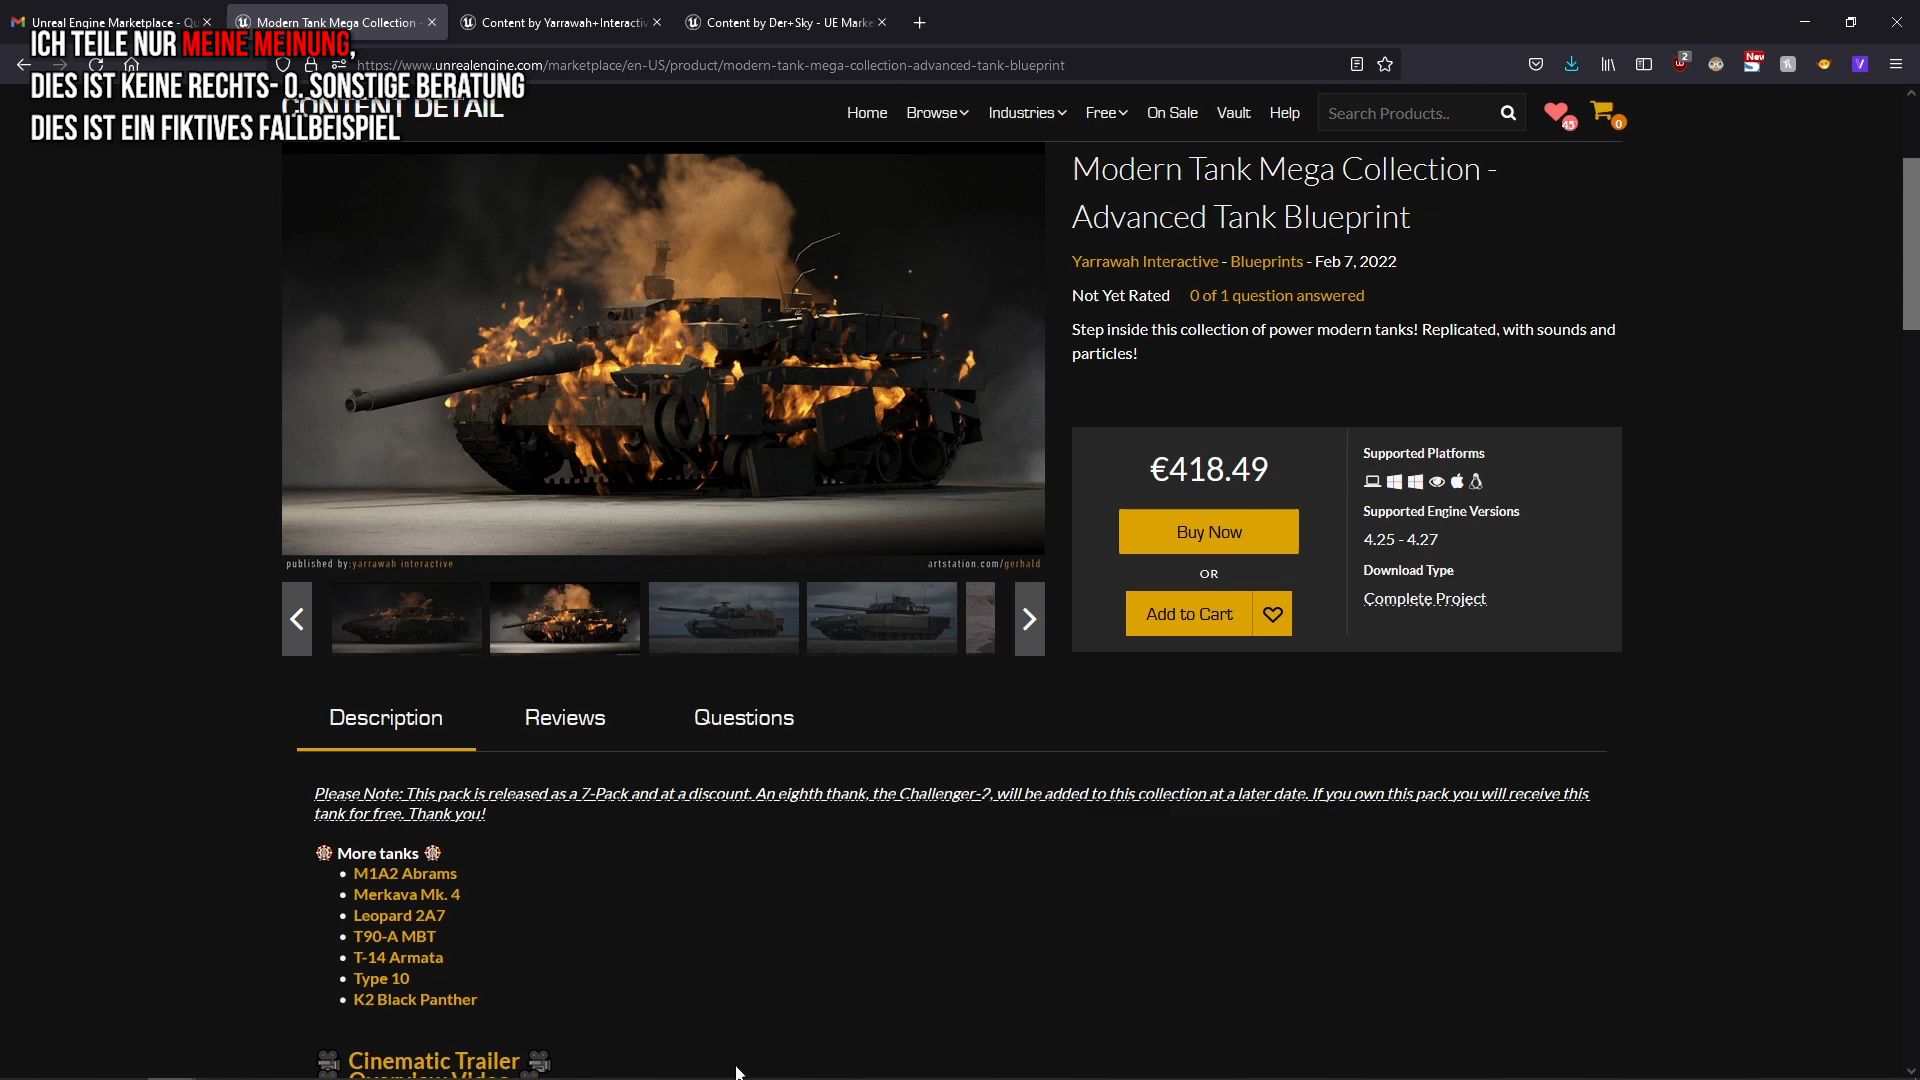 Unreal Engine Marketplace - Qu
Modern Tank Mega Collection -
Content by Yarrawah+Interactiv
Content by Der+Sky - UE Marke
ICH TEILE NUR MEINE MEINUNG,
DIES IST KEINE RECHTS- O. SONSTIGE BERATUNG
DIES IST EIN FIKTIVES FALLBEISPIEL
https://www.unrealengine.com/marketplace/en-US/product/modern-tank-mega-collection-advanced-tank-blueprint
2
New
CONTENT DETAIL
Home Browse Industries Free On Sale Vault Help Search Products.. 45 0
Modern Tank Mega Collection -
Advanced Tank Blueprint
Yarrawah Interactive - Blueprints - Feb 7, 2022
Not Yet Rated 0 of 1 question answered
Step inside this collection of power modern tanks! Replicated, with sounds and
particles!
€418.49
Buy Now
OR
Add to Cart
Supported Platforms
Supported Engine Versions
4.25 - 4.27
Download Type
Complete Project
published by:yarrawah interactive
artstation.com/gerhald
Description Reviews Questions
Please Note: This pack is released as a 7-Pack and at a discount. An eighth thank, the Challenger-2, will be added to this collection at a later date. If you own this pack you will receive this
tank for free. Thank you!
More tanks
• M1A2 Abrams
• Merkava Mk. 4
• Leopard 2A7
• T90-A MBT
• T-14 Armata
• Type 10
• K2 Black Panther
Cinematic Trailer
Overview Video